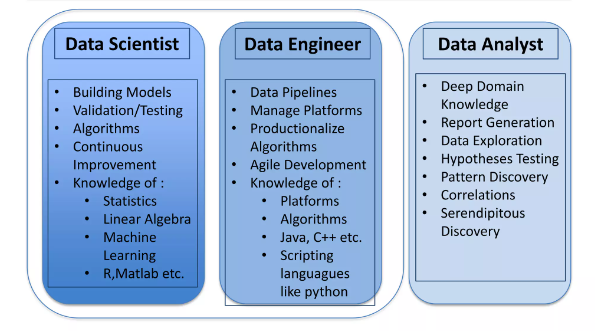 Data Scientist
• Building Models
• Validation/Testing
• Algorithms
• Continuous
Improvement
• Knowledge of :
• Statistics
• Linear Algebra
• Machine
Learning
• R,Matlab etc.
Data Engineer
• Data Pipelines
• Manage Platforms
• Productionalize
Algorithms
• Agile Development
• Knowledge of :
• Platforms
• Algorithms
• Java, C++ etc.
• Scripting
languagues
like python
Data Analyst
• Deep Domain
Knowledge
• Report Generation
• Data Exploration
• Hypotheses Testing
• Pattern Discovery
• Correlations
• Serendipitous
Discovery